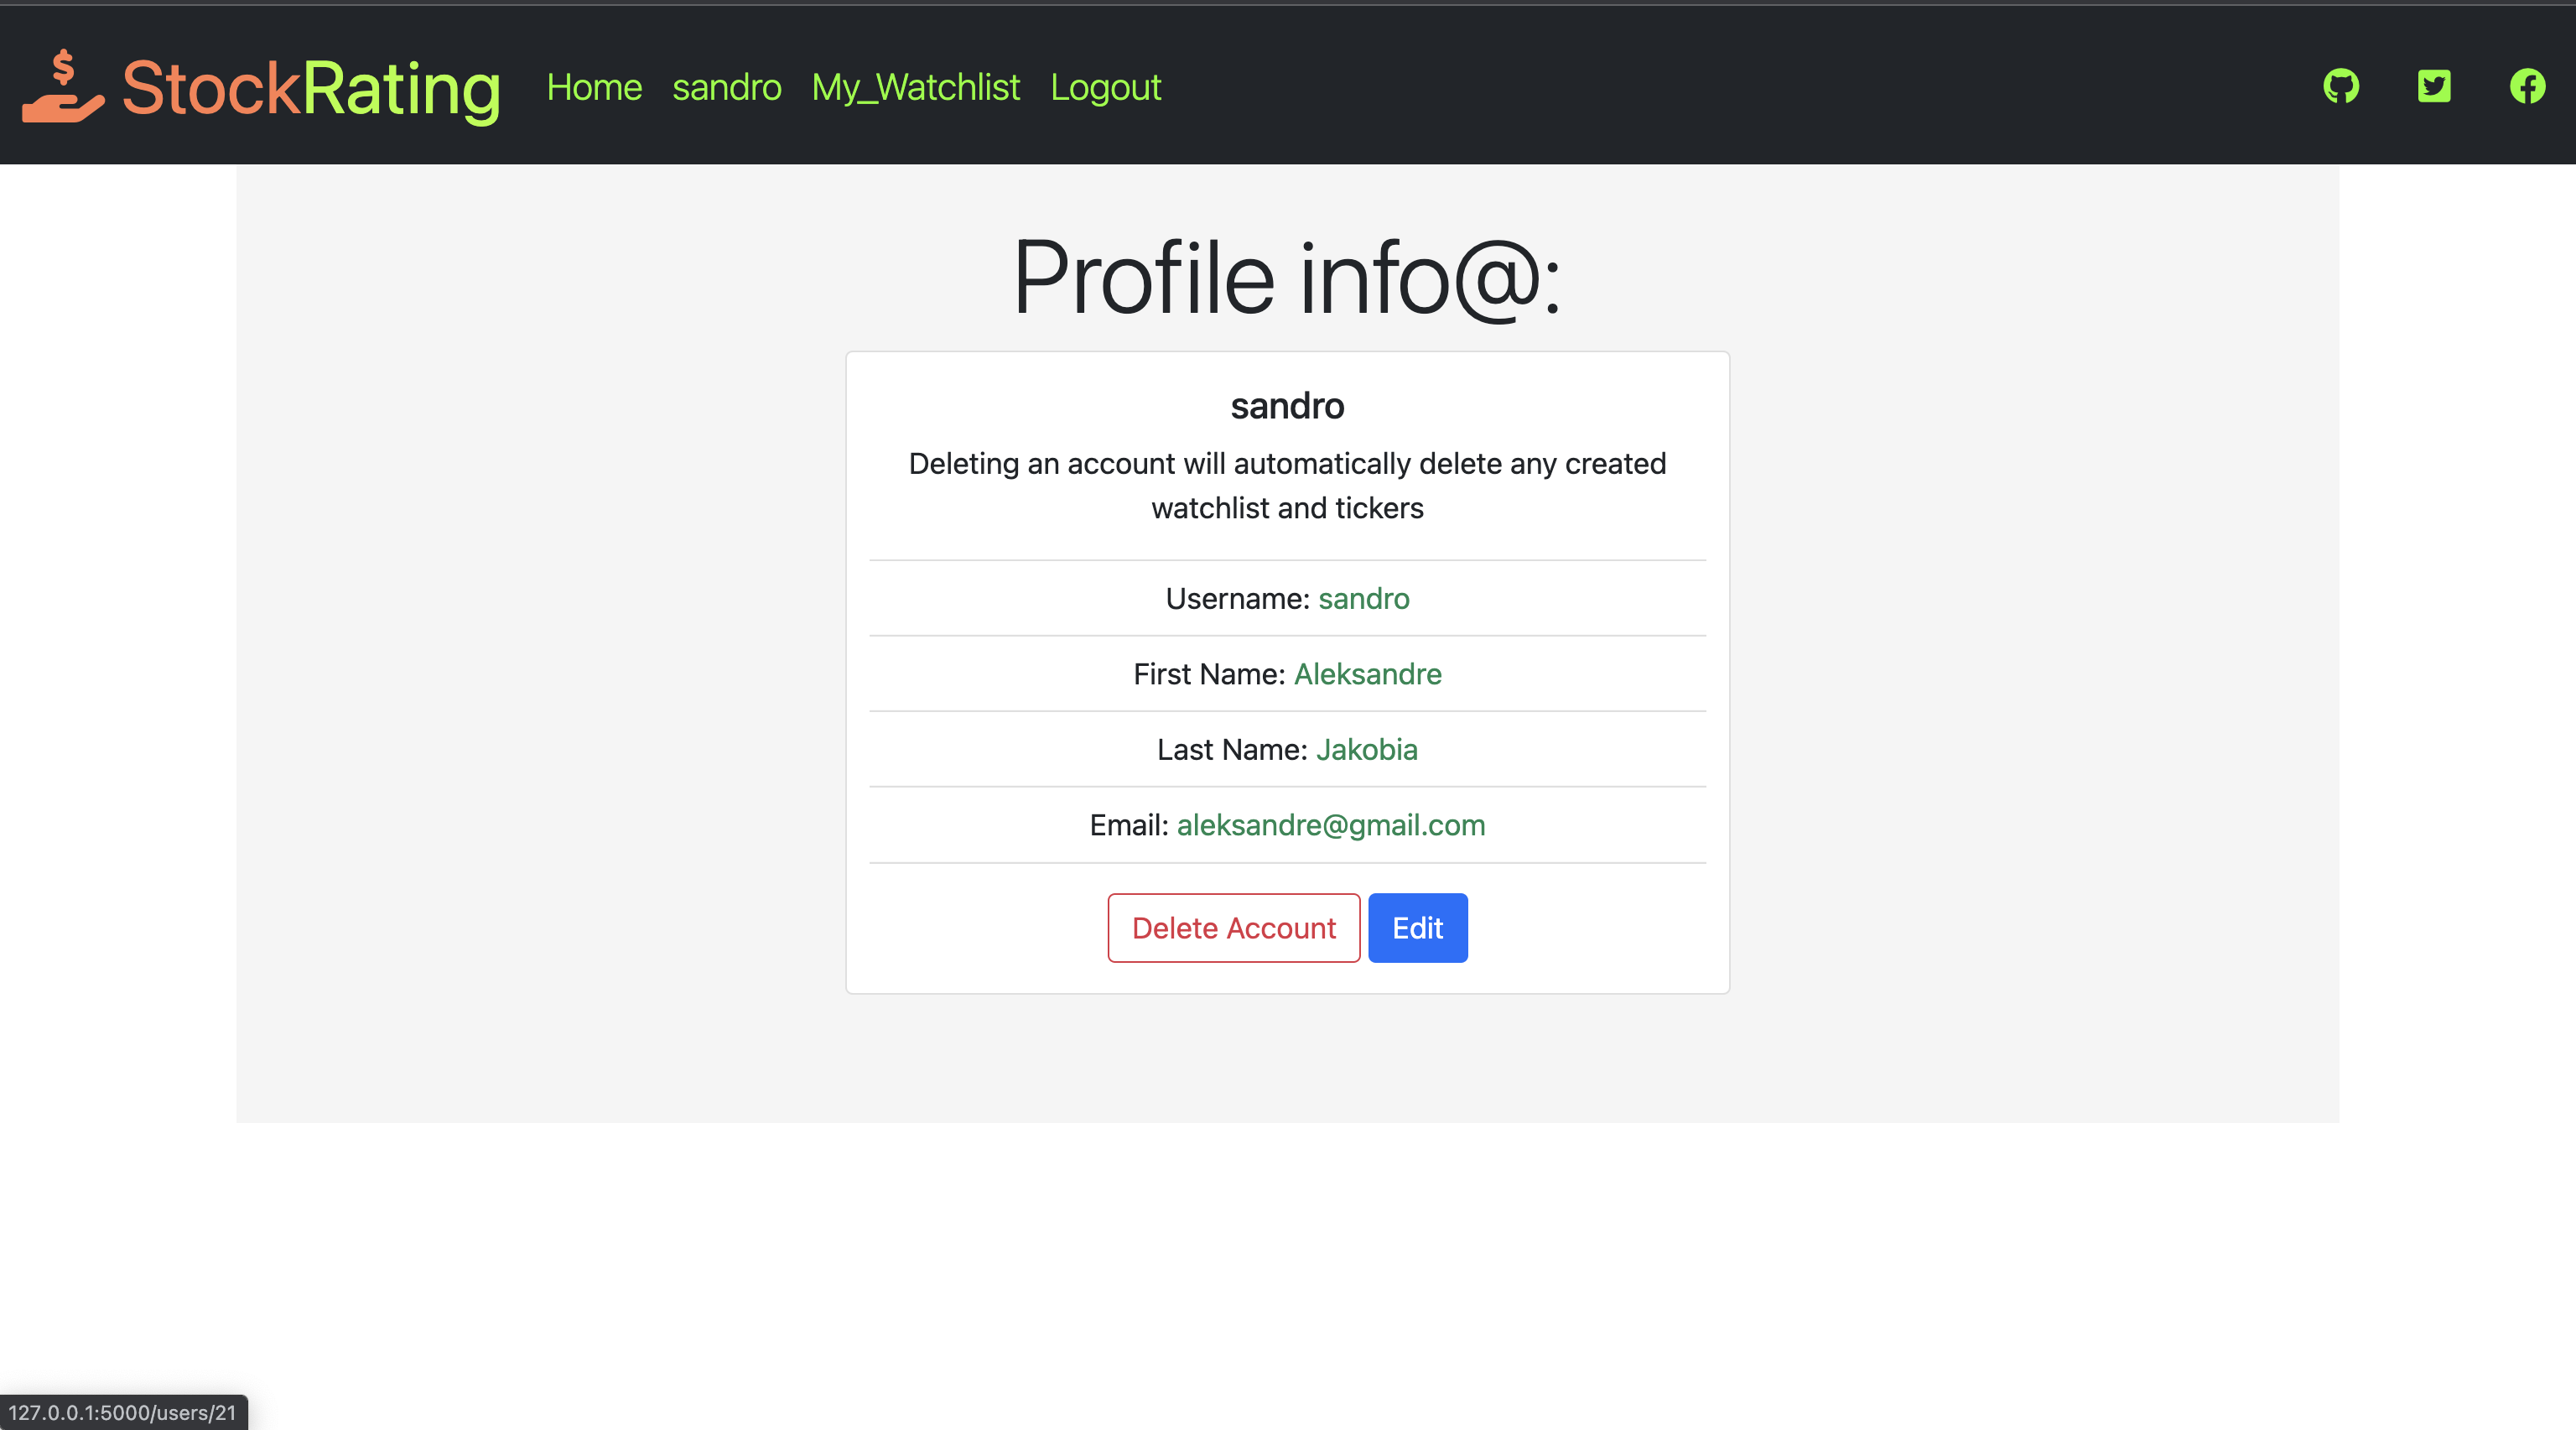 StockRating Home sandro My_Watchlist Logout
Profile info@:
sandro
Deleting an account will automatically delete any created
watchlist and tickers
Username: sandro
First Name: Aleksandre
Last Name: Jakobia
Email: aleksandre@gmail.com
Delete Account Edit
127.0.0.1:5000/users/21